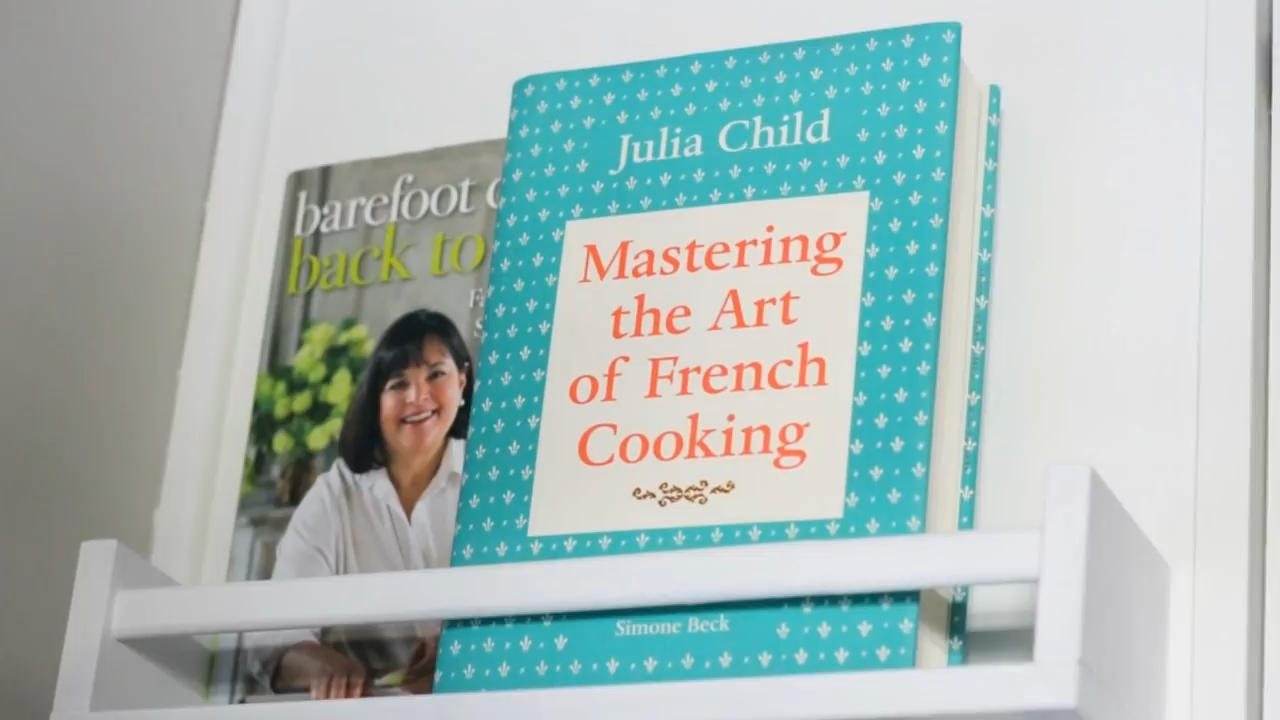 barefoot
back to
Julia Child
Mastering
the Art
of French
Cooking
Simone Beck